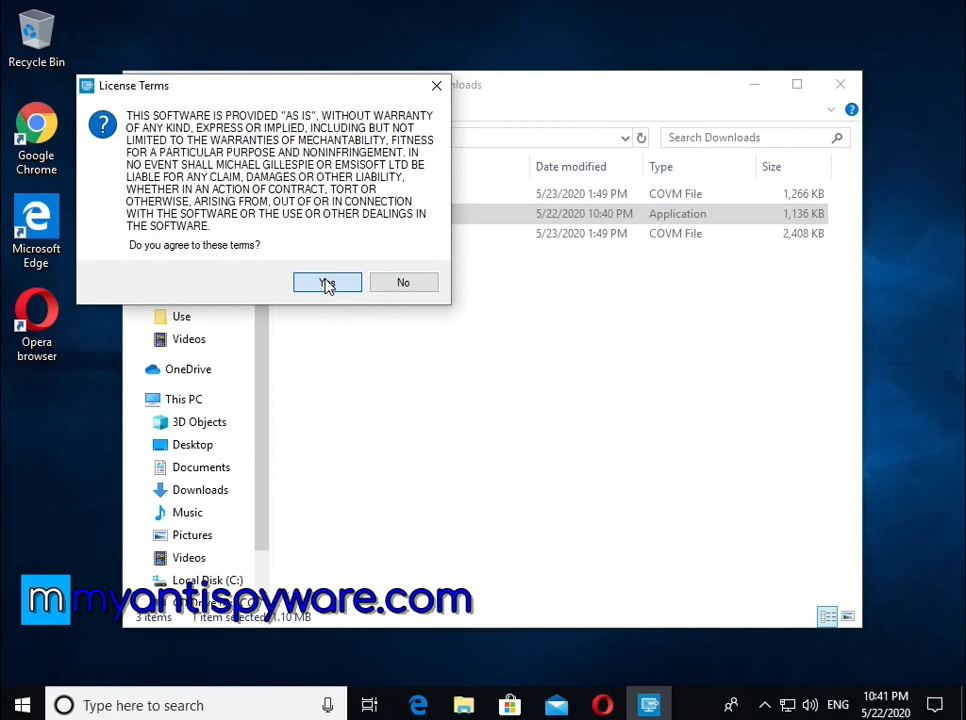 Recycle Bin
Google
Chrome
Microsoft
Edge
Opera
browser
License Terms
THIS SOFTWARE IS PROVIDED "AS IS", WITHOUT WARRANTY
OF ANY KIND, EXPRESS OR IMPLIED, INCLUDING BUT NOT
LIMITED TO THE WARRANTIES OF MECHANTABILITY, FITNESS
FOR A PARTICULAR PURPOSE AND NONINFRINGEMENT. IN
NO EVENT SHALL MICHAEL GILLESPIE OR EMSISOFT LTD BE
LIABLE FOR ANY CLAIM, DAMAGES OR OTHER LIABILITY,
WHETHER IN AN ACTION OF CONTRACT, TORT OR
OTHERWISE, ARISING FROM, OUT OF OR IN CONNECTION
WITH THE SOFTWARE OR THE USE OR OTHER DEALINGS IN
THE SOFTWARE.
Do you agree to these terms?
Yes
No
Search Downloads
Date modified Type Size
5/23/2020 1:49 PM COVM File 1,266 KB
5/22/2020 10:40 PM Application 1,136 KB
5/23/2020 1:49 PM COVM File 2,408 KB
Use
Videos
OneDrive
This PC
3D Objects
Desktop
Documents
Downloads
Music
Pictures
Videos
Local Disk (C:)
m myantispyware.com
3 items 1 item selected 1.10 MB
Type here to search
ENG
10:41 PM
5/22/2020